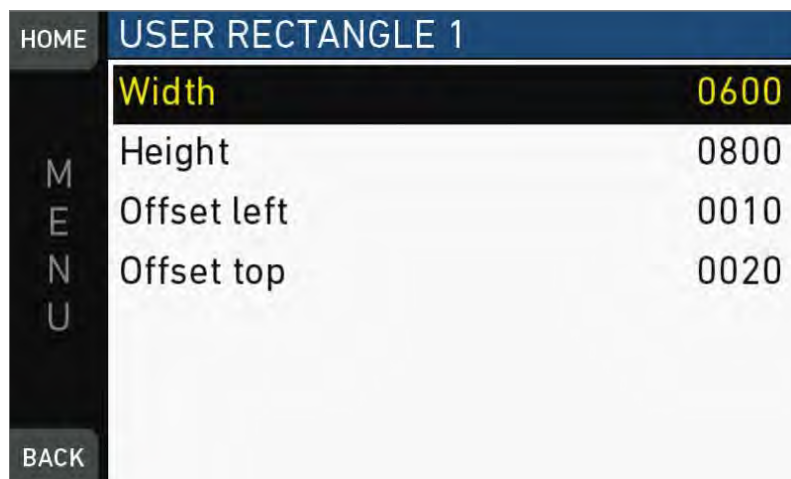 HOME
USER RECTANGLE 1
Width 0600
Height 0800
Offset left 0010
Offset top 0020
MENU
BACK